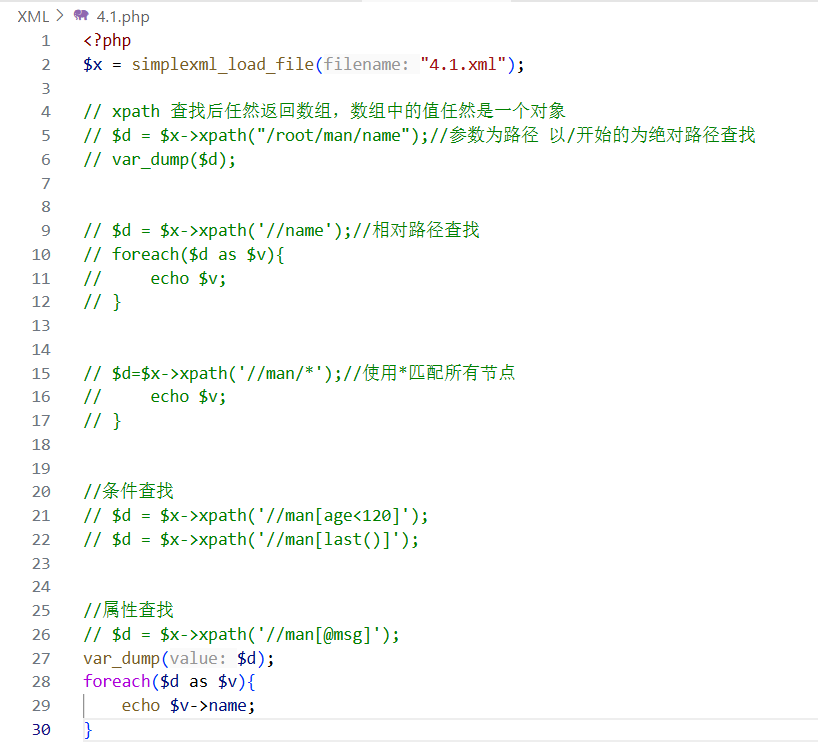 XML > 4.1.php
1 <?php
2 $x = simplexml_load_file(filename: "4.1.xml");
3
4 // xpath 查找后任然返回数组，数组中的值任然是一个对象
5 // $d = $x->xpath("/root/man/name");//参数为路径 以/开始的为绝对路径查找
6 // var_dump($d);
7
8
9 // $d = $x->xpath('//name');//相对路径查找
10 // foreach($d as $v){
11 //     echo $v;
12 // }
13
14
15 // $d=$x->xpath('//man/*');//使用*匹配所有节点
16 //     echo $v;
17 // }
18
19
20 //条件查找
21 // $d = $x->xpath('//man[age<120]');
22 // $d = $x->xpath('//man[last()]');
23
24
25 //属性查找
26 // $d = $x->xpath('//man[@msg]');
27 var_dump(value: $d);
28 foreach($d as $v){
29     echo $v->name;
30 }